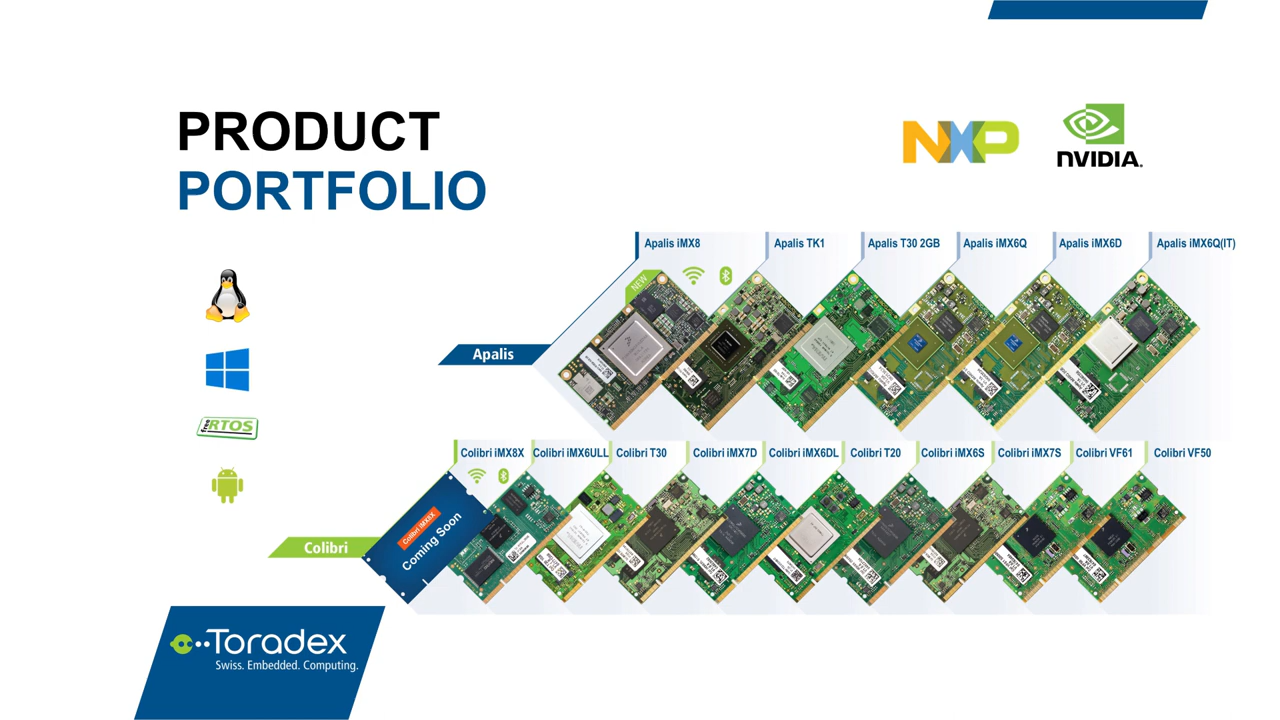 PRODUCT
PORTFOLIO
NXP
NVIDIA.
Apalis iMX8
Apalis TK1
Apalis T30 2GB
Apalis iMX6Q
Apalis iMX6D
Apalis iMX6Q(IT)
NEW
Apalis
freeRTOS
Colibri iMX8X
Colibri iMX6ULL
Colibri T30
Colibri iMX7D
Colibri iMX6DL
Colibri T20
Colibri iMX6S
Colibri iMX7S
Colibri VF61
Colibri VF50
Colibri iMX8X
Coming Soon
Colibri
Toradex
Swiss. Embedded. Computing.